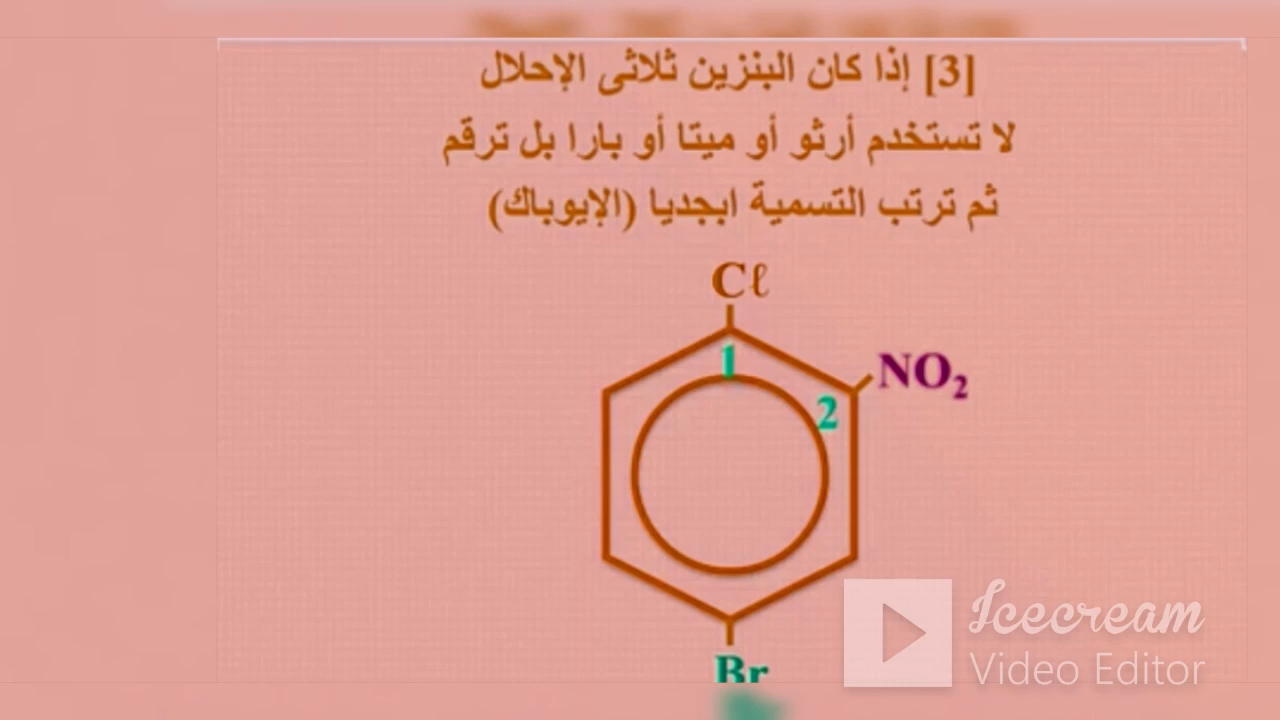 [3] إذا كان البنزين ثلاثى الإحلال
لا تستخدم أرثو أو ميتا أو بارا بل ترقم
ثم ترتب التسمية ابجديا (الإيوباك)
Cℓ
1
NO₂
2
Br
Icecream
Video Editor